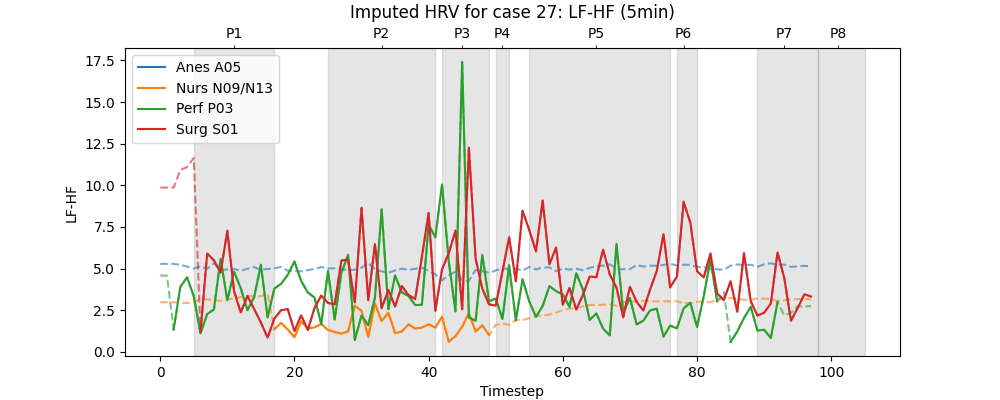 Imputed HRV for case 27: LF-HF (5min)
P1 P2 P3 P4 P5 P6 P7 P8
Anes A05
Nurs N09/N13
Perf P03
Surg S01
17.5
15.0
12.5
10.0
7.5
5.0
2.5
0.0
LF-HF
0 20 40 60 80 100
Timestep